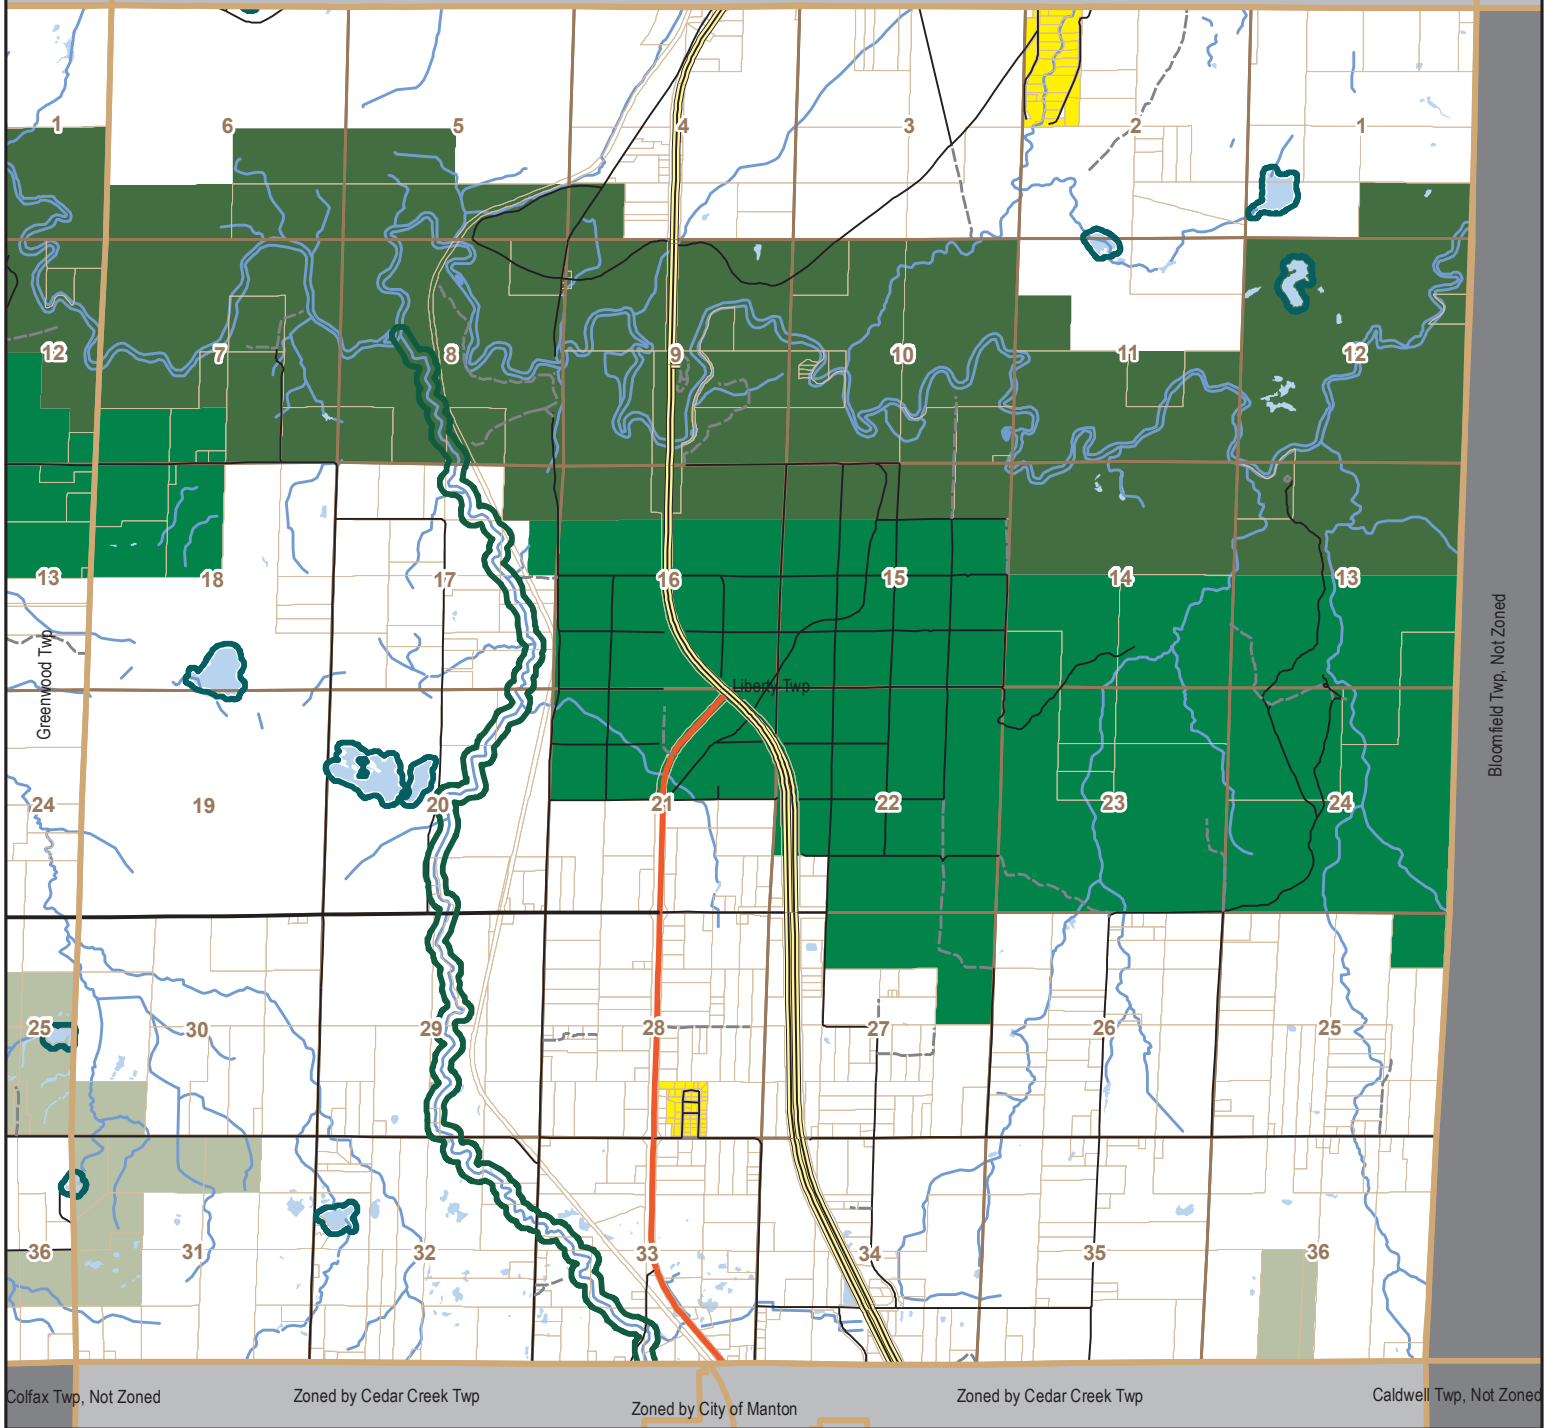 1 6 5 4 3 2 1
12 7 8 9 10 11 12
13 18 17 16 15 14 13
Greenwood Twp
Liberty Twp
Bloomfield Twp, Not Zoned
24 19 20 21 22 23 24
25 30 29 28 27 26 25
36 31 32 33 34 35 36
Colfax Twp, Not Zoned
Zoned by Cedar Creek Twp
Zoned by City of Manton
Zoned by Cedar Creek Twp
Caldwell Twp, Not Zoned